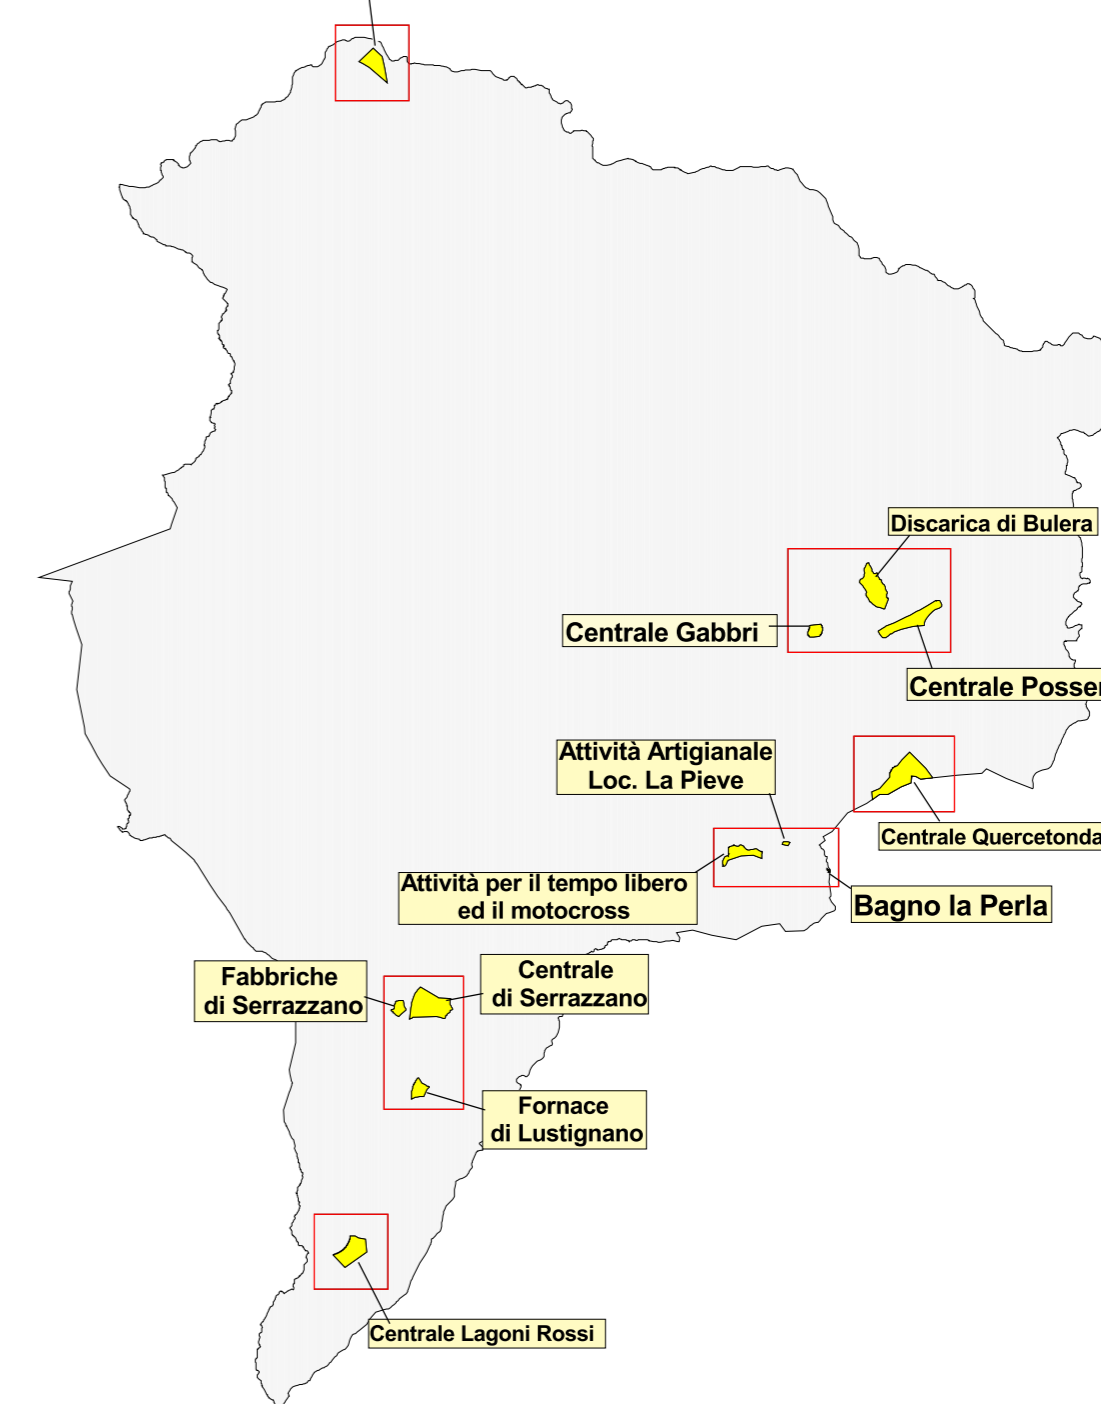 Discarica di Bulera
Centrale Gabbri
Centrale Posser
Attività Artigianale
Loc. La Pieve
Centrale Quercetonda
Attività per il tempo libero
ed il motocross
Bagno la Perla
Fabbriche
di Serrazzano
Centrale
di Serrazzano
Fornace
di Lustignano
Centrale Lagoni Rossi